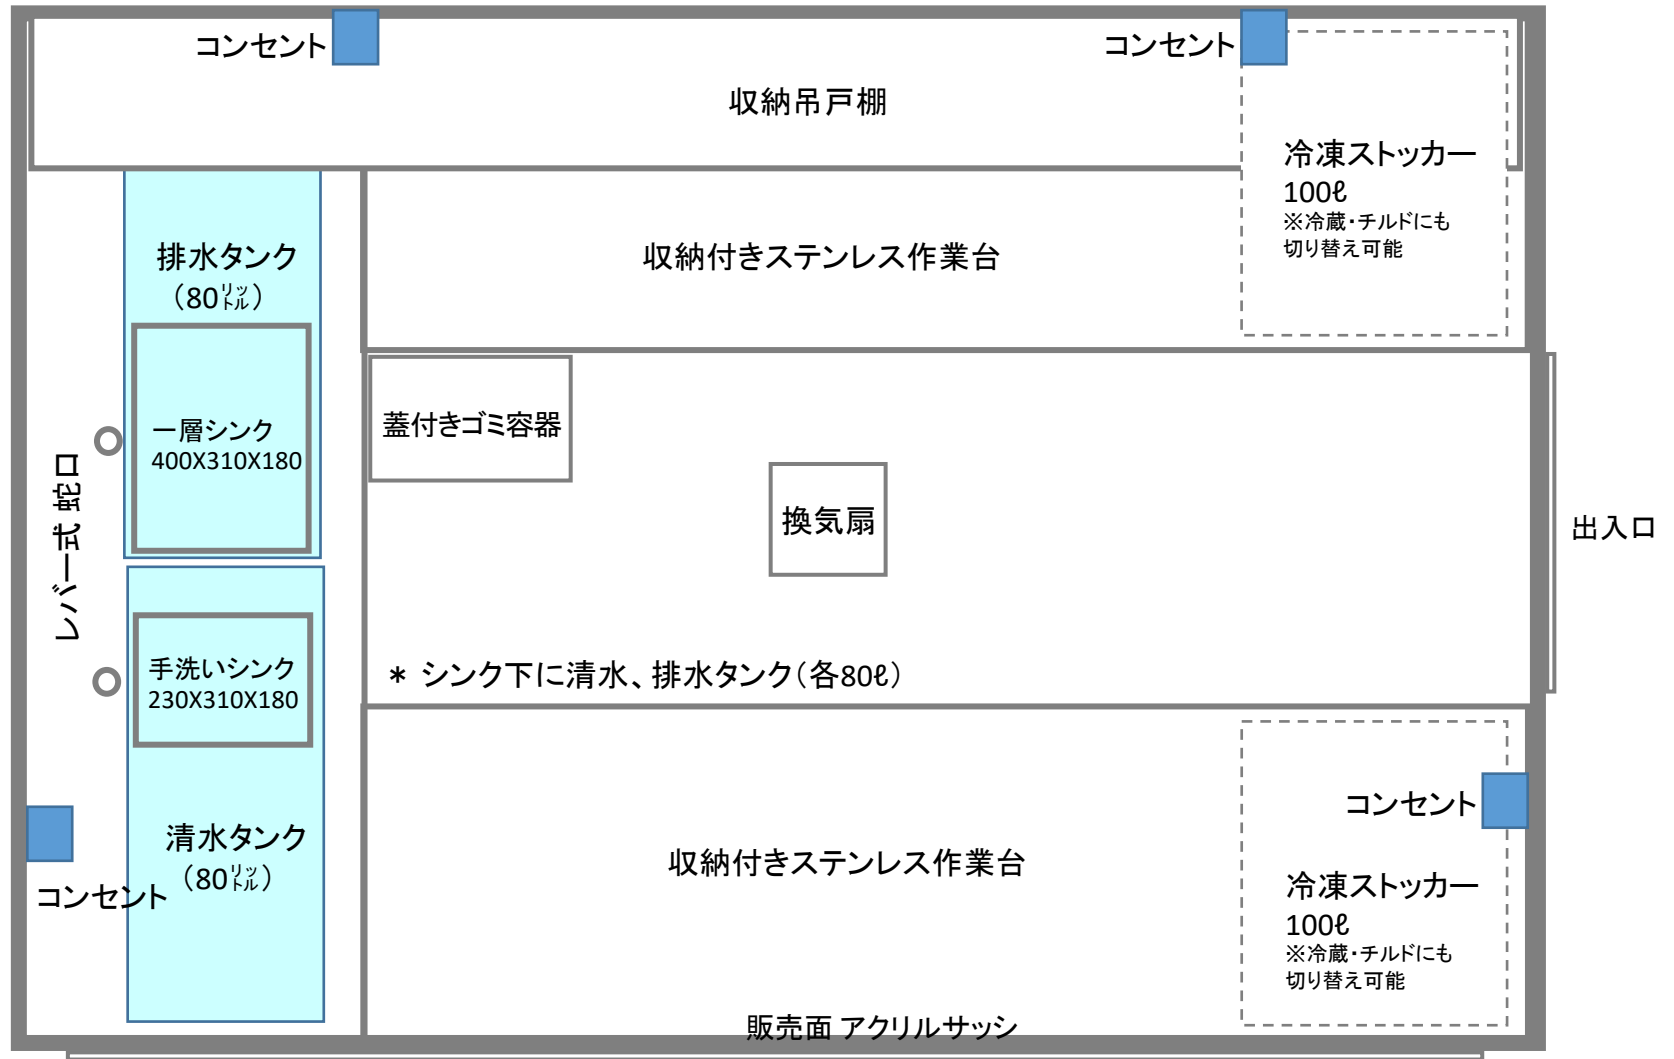 コンセント
コンセント
収納吊戸棚
冷凍ストッカー
100ℓ
※冷蔵・チルドにも
切り替え可能
排水タンク
（80㍑）
収納付きステンレス作業台
一層シンク
400X310X180
蓋付きゴミ容器
レバー式 蛇口
換気扇
出入口
手洗いシンク
230X310X180
* シンク下に清水、排水タンク（各80ℓ）
清水タンク
（80㍑）
コンセント
収納付きステンレス作業台
コンセント
冷凍ストッカー
100ℓ
※冷蔵・チルドにも
切り替え可能
販売面 アクリルサッシ